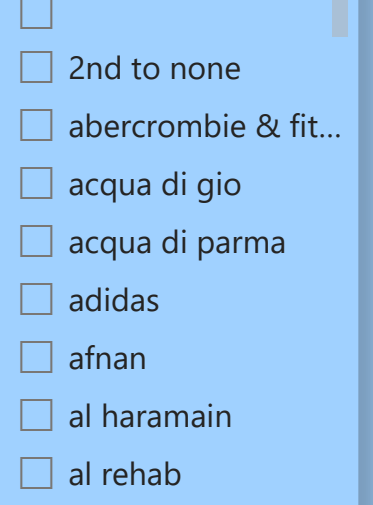 2nd to none
abercrombie & fit...
acqua di gio
acqua di parma
adidas
afnan
al haramain
al rehab